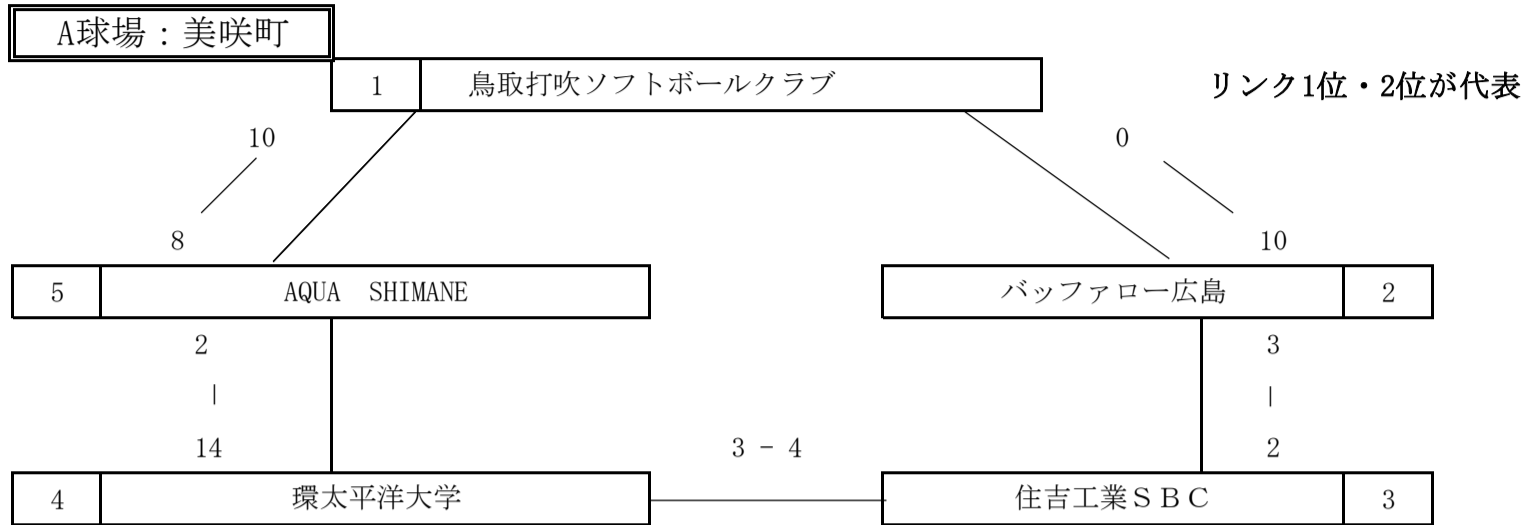 A球場:美咲町
1 鳥取打吹ソフトボールクラブ
リンク1位・2位が代表
10
0
8
10
5 AQUA SHIMANE
バッファロー広島 2
2
3
|
|
14
3 - 4
2
4 環太平洋大学
住吉工業SBC 3